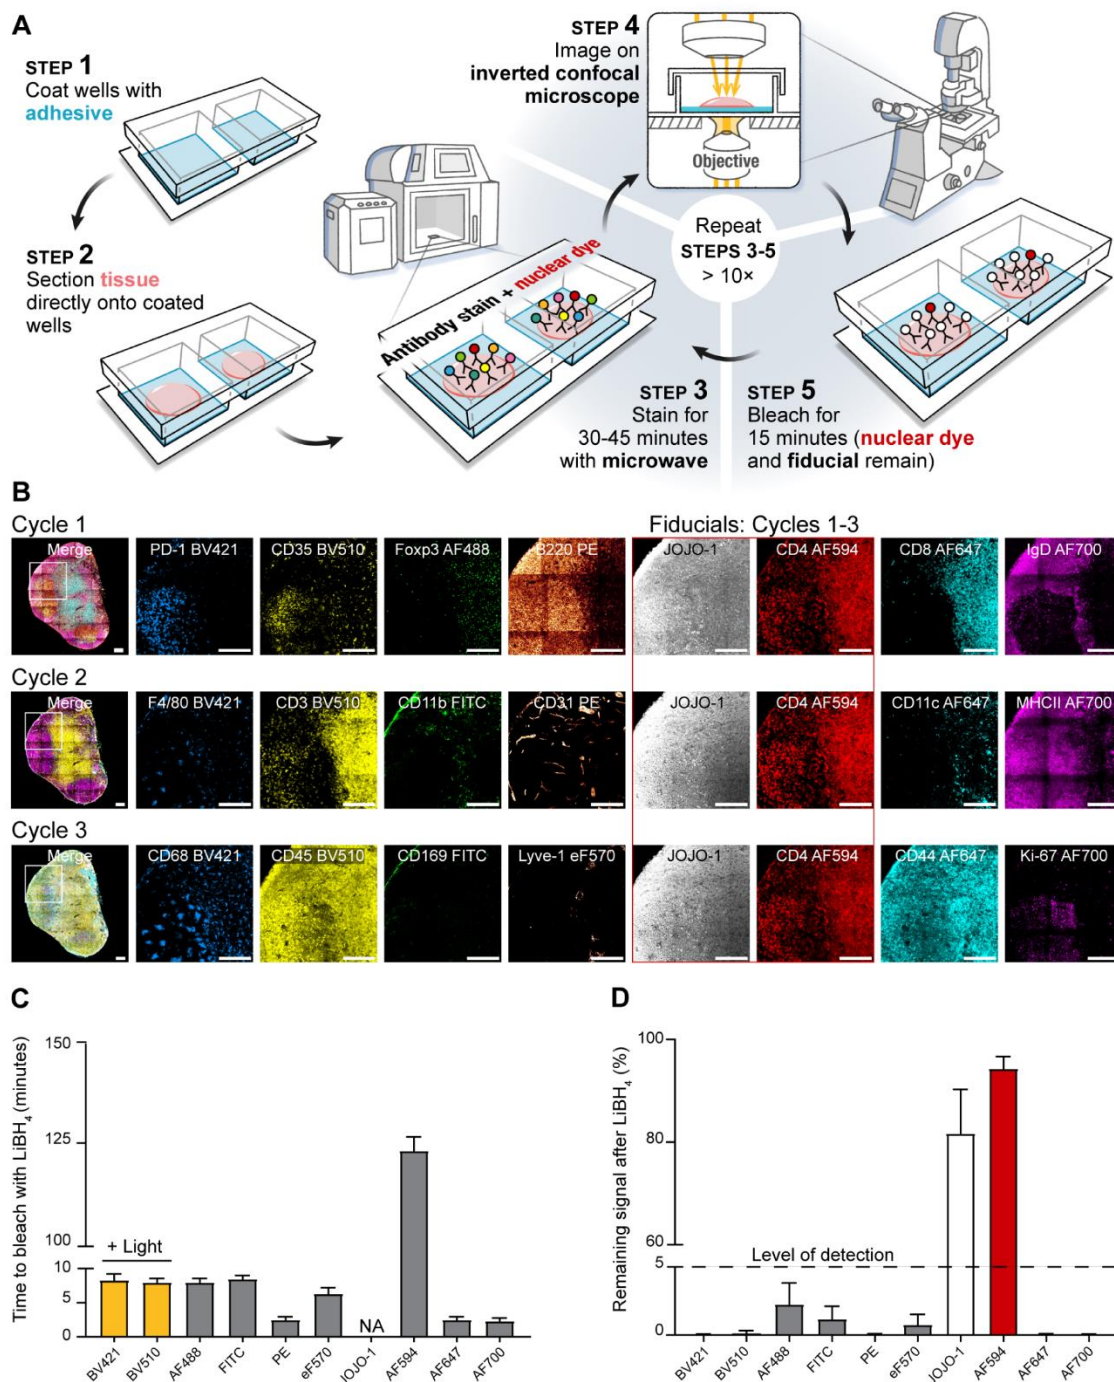 A
STEP 1
Coat wells with
adhesive
STEP 2
Section tissue
directly onto coated
wells
Antibody stain + nuclear dye
STEP 3
Stain for
30-45 minutes
with microwave
STEP 4
Image on
inverted confocal
microscope
Objective
Repeat
STEPS 3-5
> 10×
STEP 5
Bleach for
15 minutes (nuclear dye
and fiducial remain)
B
Cycle 1
Fiducials: Cycles 1-3
Merge
PD-1 BV421
CD35 BV510
Foxp3 AF488
B220 PE
JOJO-1
CD4 AF594
CD8 AF647
IgD AF700
Cycle 2
Merge
F4/80 BV421
CD3 BV510
CD11b FITC
CD31 PE
JOJO-1
CD4 AF594
CD11c AF647
MHCII AF700
Cycle 3
Merge
CD68 BV421
CD45 BV510
CD169 FITC
Lyve-1 eF570
JOJO-1
CD4 AF594
CD44 AF647
Ki-67 AF700
C
Time to bleach with LiBH4 (minutes)
150
125
100
10
5
0
+ Light
NA
BV421
BV510
AF488
FITC
PE
eF570
JOJO-1
AF594
AF647
AF700
D
Remaining signal after LiBH4 (%)
100
80
60
5
0
Level of detection
BV421
BV510
AF488
FITC
PE
eF570
JOJO-1
AF594
AF647
AF700